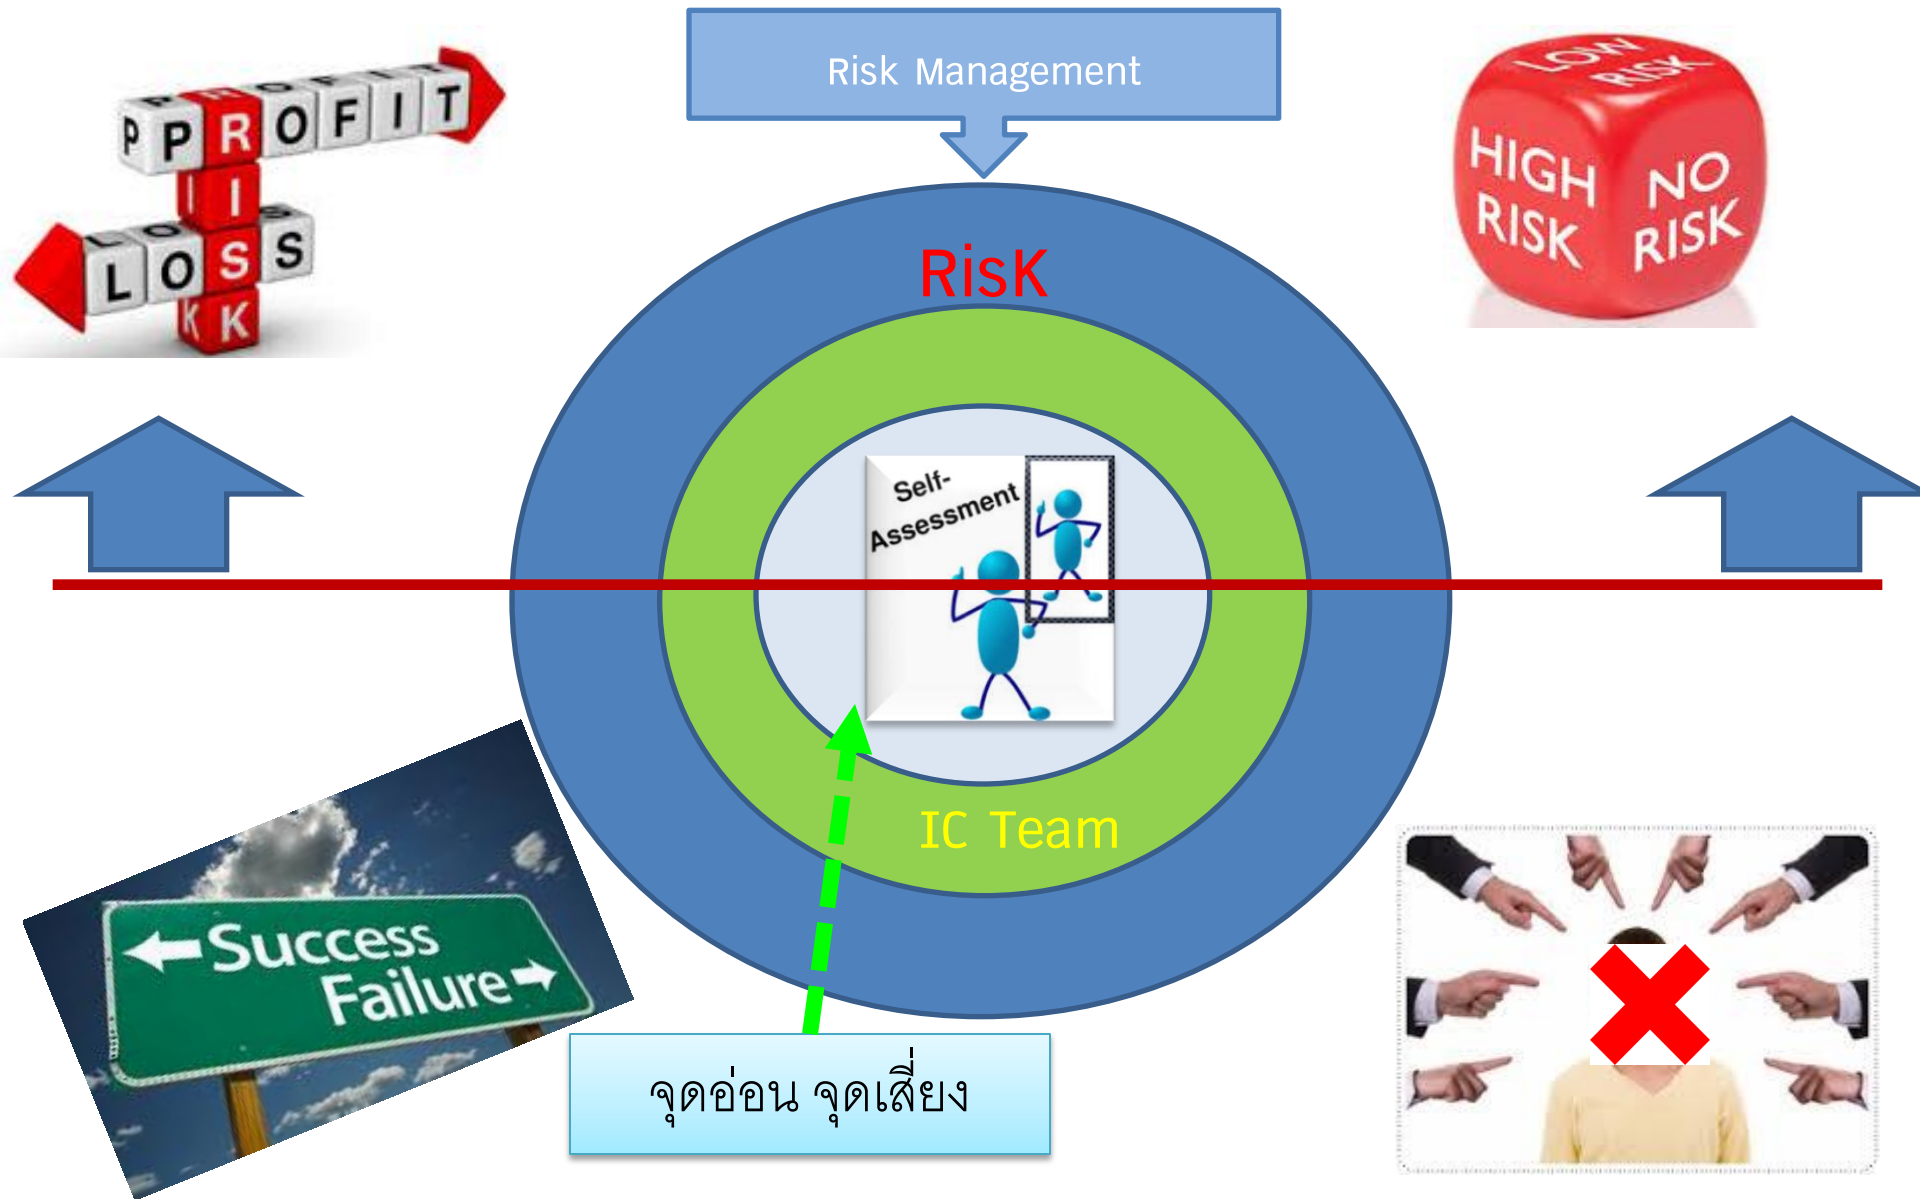 Risk Management
PROFIT
RISK
LOSS
LOW
RISK
HIGH
RISK
NO
RISK
RisK
Self-
Assessment
IC Team
Success
Failure
จุดอ่อน จุดเสี่ยง